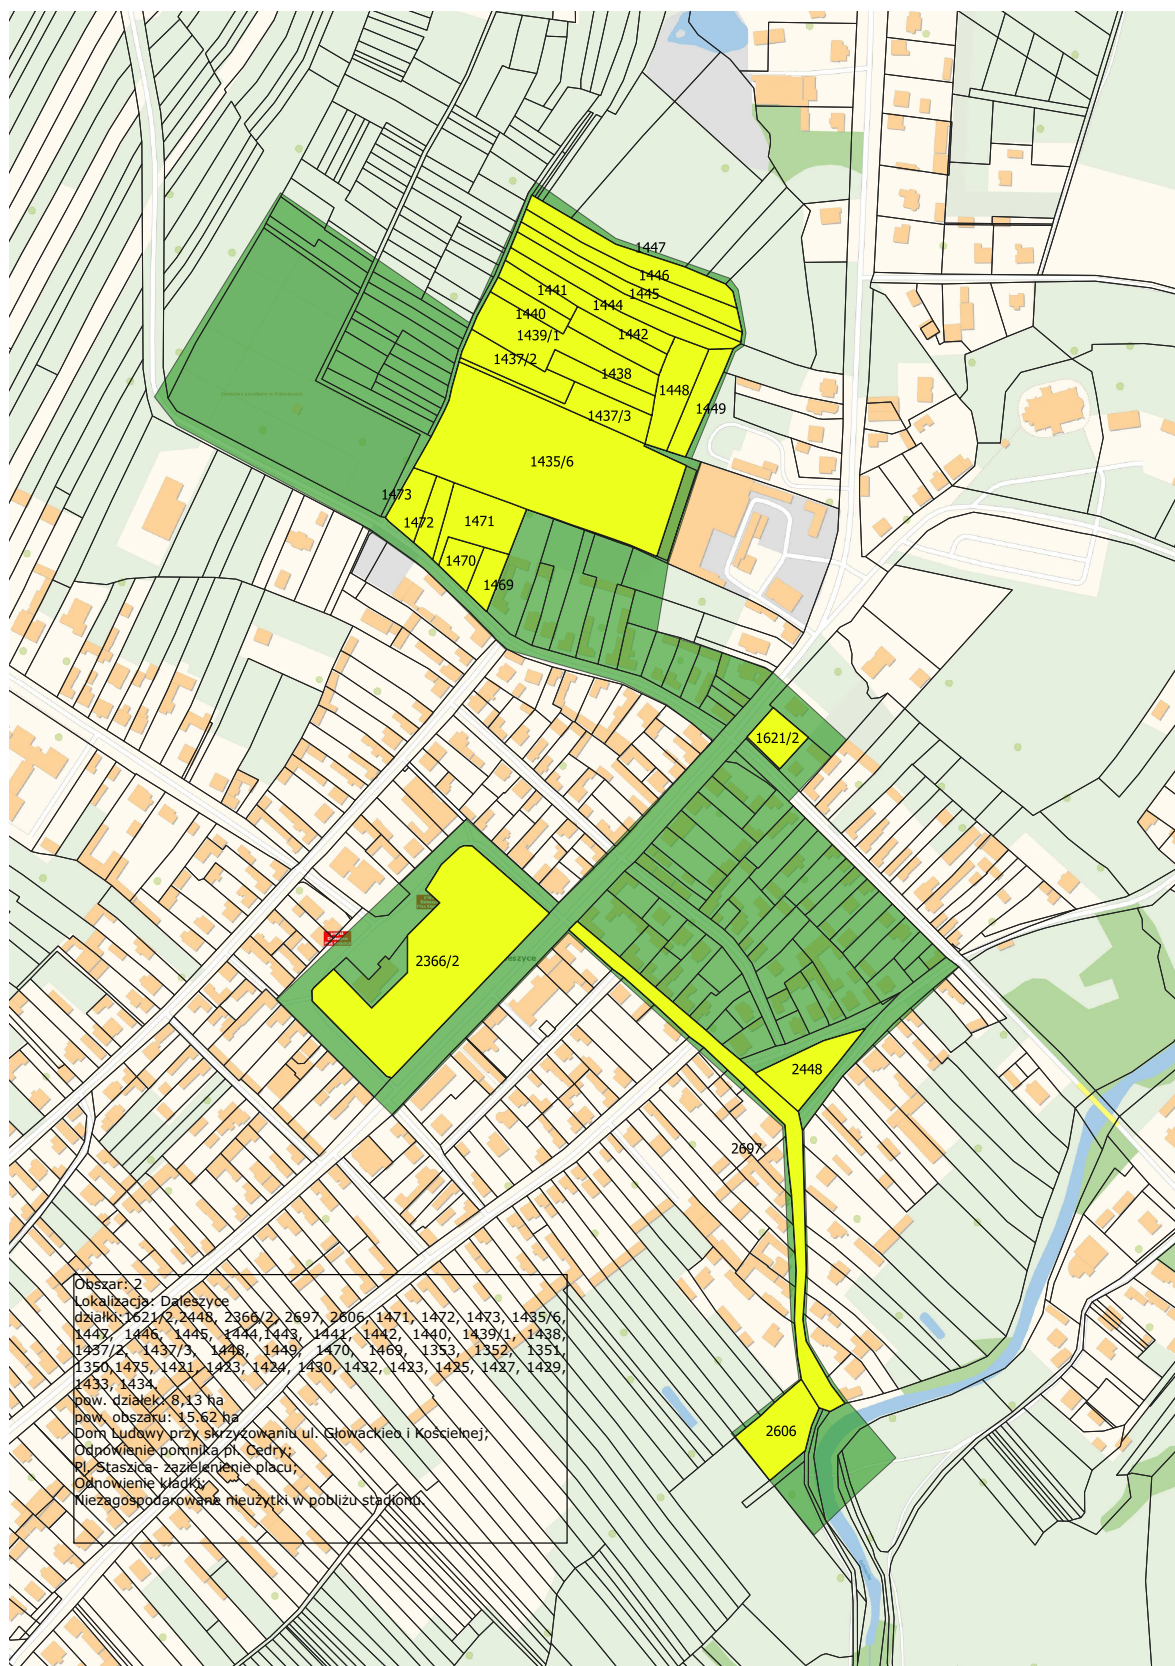 1447
1446
1445
1441
1444
1440
1442
1439/1
1437/2
1438
1448
1449
1437/3
1435/6
1473
1472
1471
1470
1469
1621/2
2366/2
2448
2697
2606
Obszar: 2
Lokalizacja: Daleszyce
działki:1621/2,2448, 2366/2, 2697, 2606, 1471, 1472, 1473, 1435/6,
1447, 1446, 1445, 1444,1443, 1441, 1442, 1440, 1439/1, 1438,
1437/2, 1437/3, 1448, 1449, 1470, 1469, 1353, 1352, 1351,
1350,1475, 1421, 1423, 1424, 1430, 1432, 1423, 1425, 1427, 1429,
1433, 1434.
pow. działek: 8,13 ha
pow. obszaru: 15.62 ha
Dom Ludowy przy skrzyżowaniu ul. Głowackieo i Kościelnej;
Odnowienie pomnika pl. Cedry;
Pl. Staszica- zazielenienie placu;
Odnowienie kładki;
Niezagospodarowane nieużytki w pobliżu stadionu.